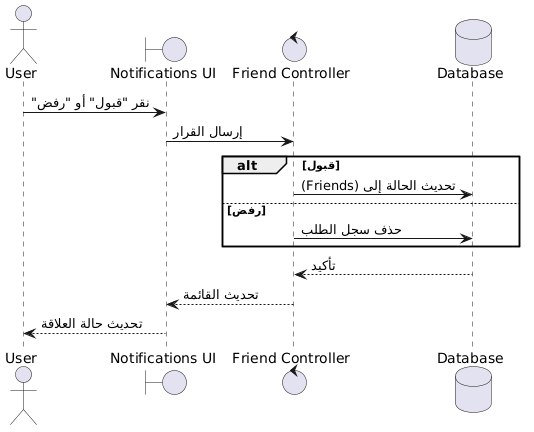 User
Notifications UI
Friend Controller
Database
نقر "قبول" أو "رفض"
إرسال القرار
alt
[قبول]
تحديث الحالة إلى (Friends)
[رفض]
حذف سجل الطلب
تأكيد
تحديث القائمة
تحديث حالة العلاقة
User
Notifications UI
Friend Controller
Database